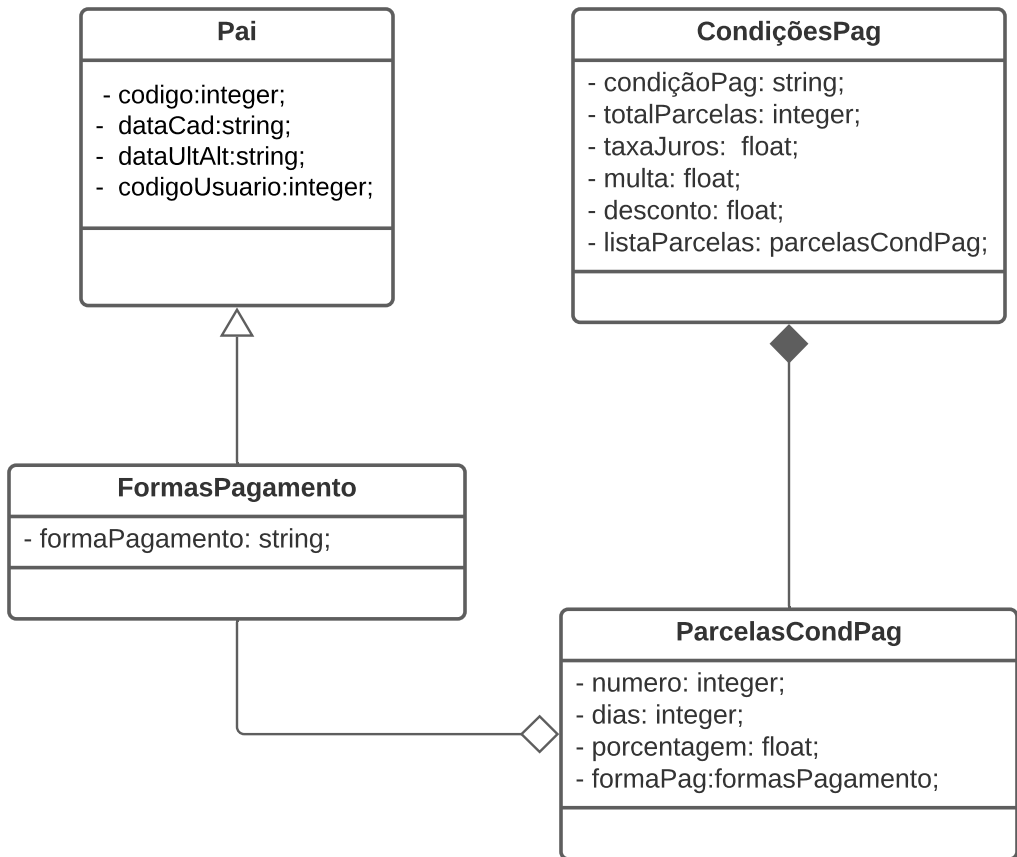 Pai
- codigo:integer;
- dataCad:string;
- dataUltAlt:string;
- codigoUsuario:integer;
CondiçõesPag
- condiçãoPag: string;
- totalParcelas: integer;
- taxaJuros:  float;
- multa: float;
- desconto: float;
- listaParcelas: parcelasCondPag;
FormasPagamento
- formaPagamento: string;
ParcelasCondPag
- numero: integer;
- dias: integer;
- porcentagem: float;
- formaPag:formasPagamento;